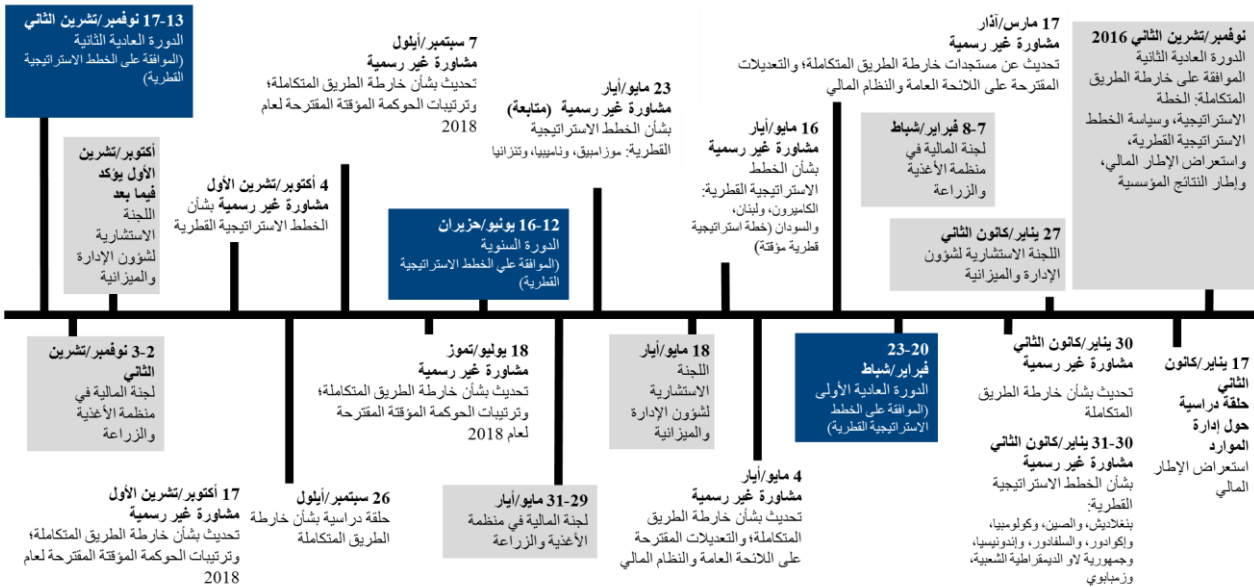 نوفمبر/تشرين الثاني 2016
الدورة العادية الثانية
الموافقة على خارطة الطريق
المتكاملة: الخطة
الاستراتيجية، وسياسة الخطط
الاستراتيجية القطرية،
واستعراض الإطار المالي،
وإطار النتائج المؤسسية
17 يناير/كانون
الثاني
حلقة دراسية
حول إدارة
الموارد
استعراض الإطار
المالي
27 يناير/كانون الثاني
اللجنة الاستشارية لشؤون
الإدارة والميزانية
30 يناير/كانون الثاني
مشاورة غير رسمية
تحديث بشأن خارطة الطريق
المتكاملة
30-31 يناير/كانون الثاني
مشاورة غير رسمية
بشأن الخطط الاستراتيجية
القطرية:
بنغلاديش، والصين، وكولومبيا،
وإكوادور، والسلفادور، وإندونيسيا،
وجمهورية لاو الديمقراطية الشعبية،
وزمبابوي
7-8 فبراير/شباط
لجنة المالية في
منظمة الأغذية
والزراعة
20-23
فبراير/شباط
الدورة العادية الأولى
(الموافقة على الخطط
الاستراتيجية القطرية)
17 مارس/آذار
مشاورة غير رسمية
تحديث عن مستجدات خارطة الطريق المتكاملة؛ والتعديلات
المقترحة على اللائحة العامة والنظام المالي
4 مايو/أيار
مشاورة غير رسمية
تحديث بشأن خارطة الطريق
المتكاملة؛ والتعديلات المقترحة
على اللائحة العامة والنظام المالي
16 مايو/أيار
مشاورة غير رسمية
بشأن الخطط
الاستراتيجية القطرية:
الكاميرون، ولبنان،
والسودان (خطة استراتيجية
قطرية مؤقتة)
18 مايو/أيار
اللجنة
الاستشارية
لشؤون الإدارة
والميزانية
23 مايو/أيار
مشاورة غير رسمية (متابعة)
بشأن الخطط الاستراتيجية
القطرية: موزامبيق، وناميبيا، وتنزانيا
29-31 مايو/أيار
لجنة المالية في منظمة
الأغذية والزراعة
12-16 يونيو/حزيران
الدورة السنوية
(الموافقة على الخطط الاستراتيجية
القطرية)
18 يوليو/تموز
مشاورة غير رسمية
تحديث بشأن خارطة الطريق المتكاملة؛
وترتيبات الحوكمة المؤقتة المقترحة
لعام 2018
7 سبتمبر/أيلول
مشاورة غير رسمية
تحديث بشأن خارطة الطريق المتكاملة؛
وترتيبات الحوكمة المؤقتة المقترحة لعام
2018
26 سبتمبر/أيلول
حلقة دراسية بشأن خارطة
الطريق المتكاملة
4 أكتوبر/تشرين الأول
مشاورة غير رسمية بشأن
الخطط الاستراتيجية القطرية
17 أكتوبر/تشرين الأول
مشاورة غير رسمية
تحديث بشأن خارطة الطريق المتكاملة؛
وترتيبات الحوكمة المؤقتة المقترحة لعام
2018
أكتوبر/تشرين
الأول يؤكد
فيما بعد
اللجنة
الاستشارية
لشؤون الإدارة
والميزانية
2-3 نوفمبر/تشرين
الثاني
لجنة المالية في
منظمة الأغذية
والزراعة
13-17 نوفمبر/تشرين الثاني
الدورة العادية الثانية
(الموافقة على الخطط الاستراتيجية
القطرية)